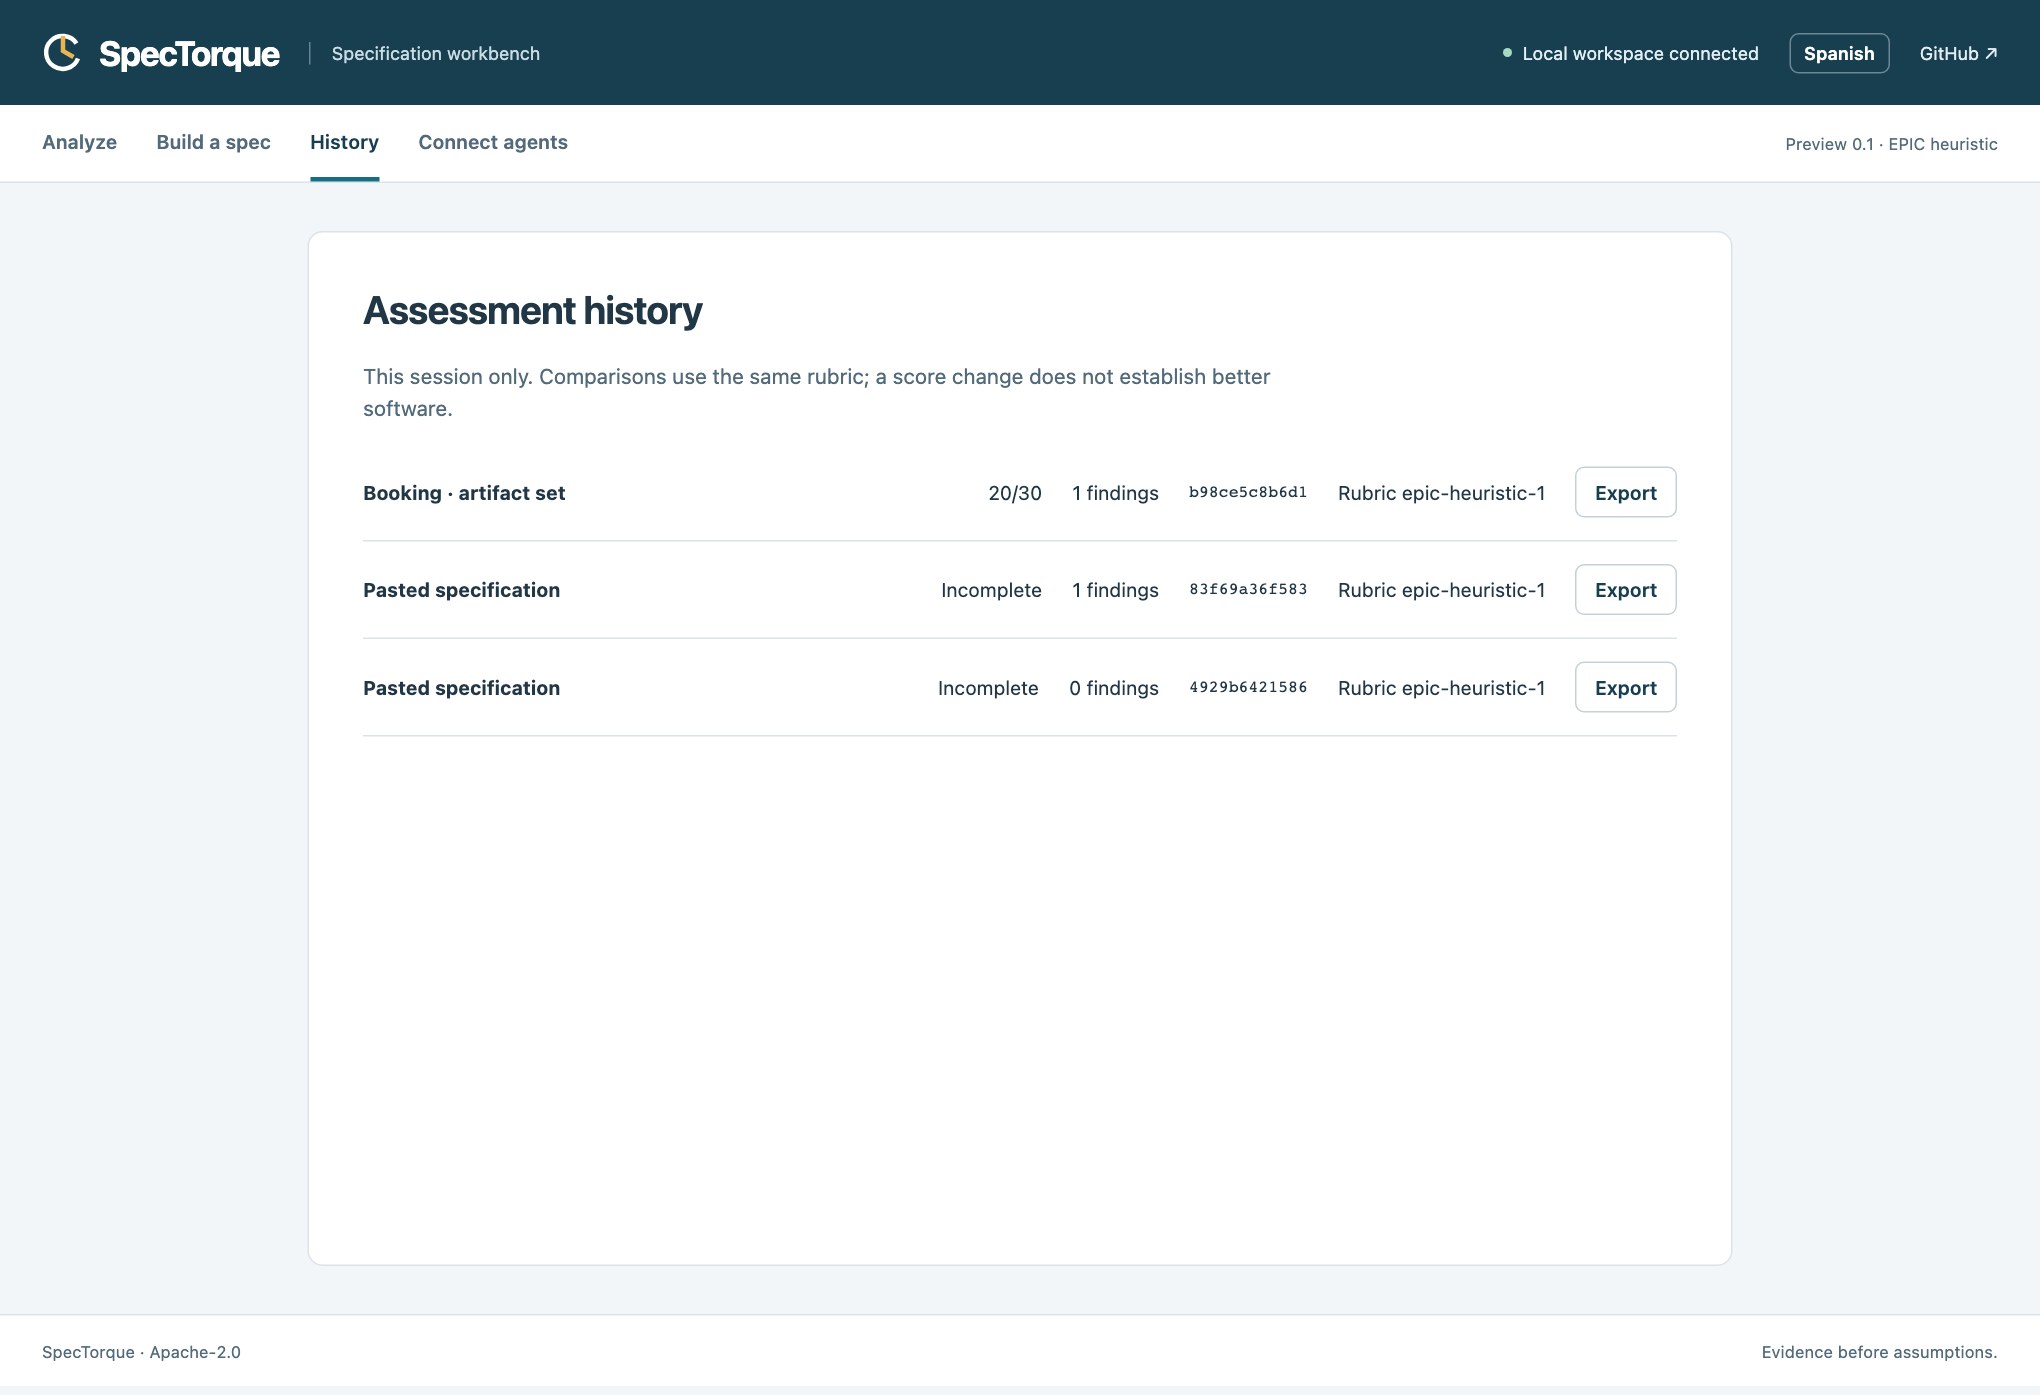 SpecTorque
Specification workbench
Local workspace connected
Spanish
GitHub ↗
Analyze
Build a spec
History
Connect agents
Preview 0.1 · EPIC heuristic
Assessment history
This session only. Comparisons use the same rubric; a score change does not establish better
software.
Booking · artifact set 20/30 1 findings b98ce5c8b6d1 Rubric epic-heuristic-1 Export
Pasted specification Incomplete 1 findings 83f69a36f583 Rubric epic-heuristic-1 Export
Pasted specification Incomplete 0 findings 4929b6421586 Rubric epic-heuristic-1 Export
SpecTorque · Apache-2.0
Evidence before assumptions.